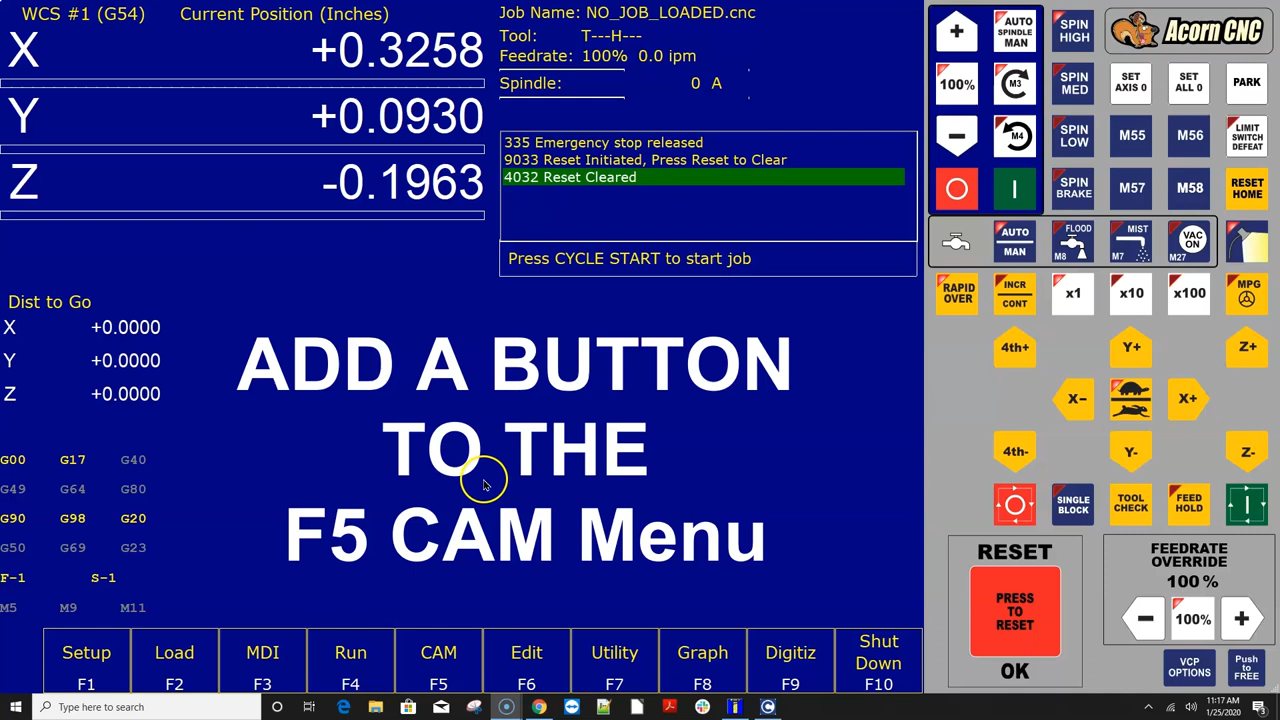 WCS #1 (G54) Current Position (Inches)
X +0.3258
Y +0.0930
Z -0.1963
Job Name: NO_JOB_LOADED.cnc
Tool: T---H---
Feedrate: 100% 0.0 ipm
Spindle: 0 A
335 Emergency stop released
9033 Reset Initiated, Press Reset to Clear
4032 Reset Cleared
Press CYCLE START to start job
Dist to Go
X +0.0000
Y +0.0000
Z +0.0000
ADD A BUTTON
TO THE
F5 CAM Menu
G00 G17 G40
G49 G64 G80
G90 G98 G20
G50 G69 G23
F-1 S-1
M5 M9 M11
Setup Load MDI Run CAM Edit Utility Graph Digitiz Shut
Down
F1 F2 F3 F4 F5 F6 F7 F8 F9 F10
+ AUTO
SPINDLE
MAN
SPIN
HIGH
Acorn CNC
100% M3
SPIN
MED
SET
AXIS 0
SET
ALL 0
PARK
− M4
SPIN
LOW
M55 M56
LIMIT
SWITCH
DEFEAT
O I
SPIN
BRAKE
M57 M58
RESET
HOME
AUTO
MAN
FLOOD
M8
MIST
M7
VAC
ON
M27
RAPID
OVER
INCR
CONT
x1 x10 x100
MPG
4th+ Y+ Z+
X− X+
4th- Y- Z-
SINGLE
BLOCK
TOOL
CHECK
FEED
HOLD
RESET
PRESS
TO
RESET
OK
FEEDRATE
OVERRIDE
100 %
− 100% +
VCP
OPTIONS
Push
to
FREE
Type here to search
11:17 AM
1/25/2020
3